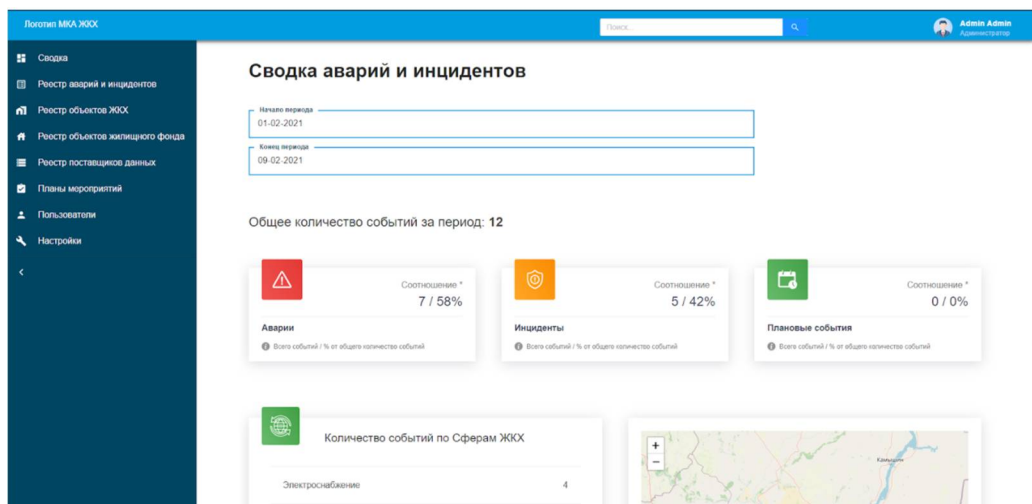 Логотип МКА ЖКХ
Поиск...
Admin Admin
Администратор
Сводка
Реестр аварий и инцидентов
Реестр объектов ЖКХ
Реестр объектов жилищного фонда
Реестр поставщиков данных
Планы мероприятий
Пользователи
Настройки
Сводка аварий и инцидентов
Начало периода
01-02-2021
Конец периода
09-02-2021
Общее количество событий за период: 12
Соотношение *
7 / 58%
Аварии
Всего событий / % от общего количества событий
Соотношение *
5 / 42%
Инциденты
Всего событий / % от общего количества событий
Соотношение *
0 / 0%
Плановые события
Всего событий / % от общего количества событий
Количество событий по Сферам ЖКХ
Электроснабжение 4
+
−
Камышин